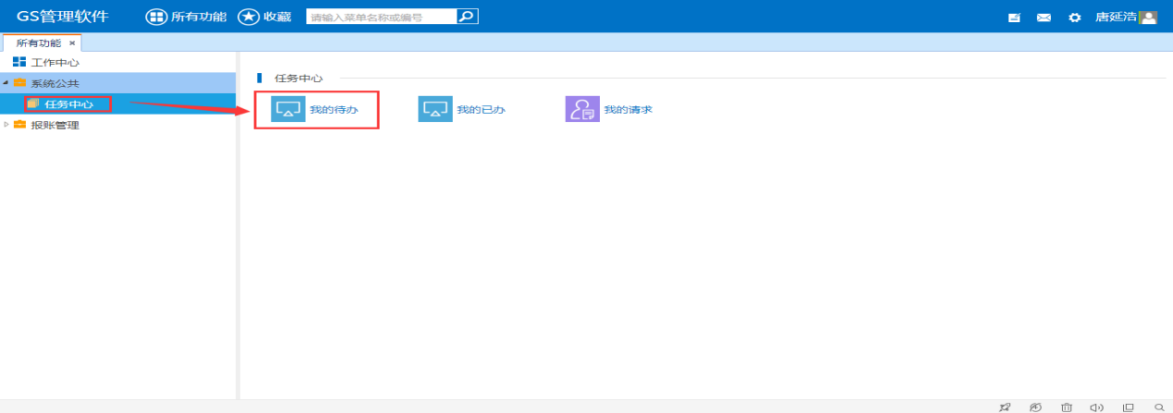 GS管理软件 所有功能 收藏 请输入菜单名称或编号 唐延浩
所有功能 ×
工作中心
系统公共
任务中心
报账管理
任务中心
我的待办 我的已办 我的请求